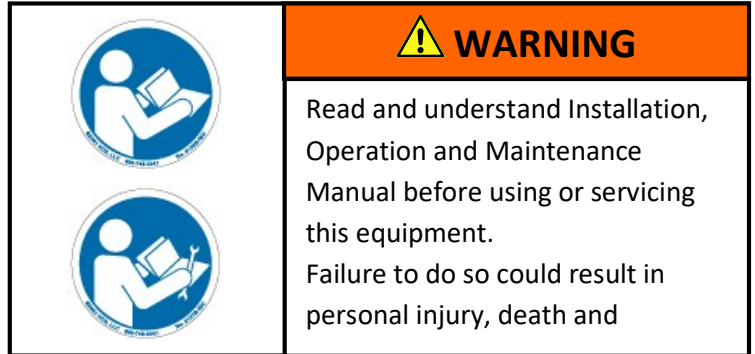 WARNING
Read and understand Installation,
Operation and Maintenance
Manual before using or servicing
this equipment.
Failure to do so could result in
personal injury, death and